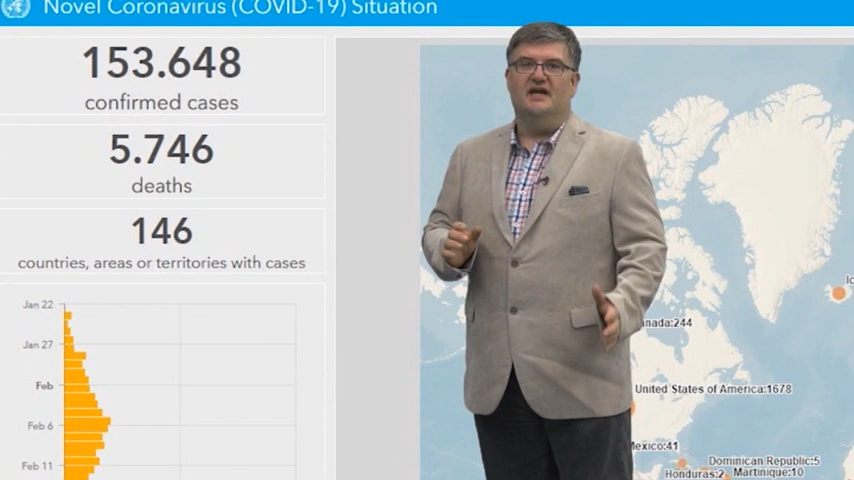 Novel Coronavirus (COVID-19) Situation
153.648
confirmed cases
5.746
deaths
146
countries, areas or territories with cases
Jan 22
Jan 27
Feb
Feb 6
Feb 11
nada:244
United States of America:1678
Mexico:41
Dominican Republic:5
Honduras:2
Martinique:10